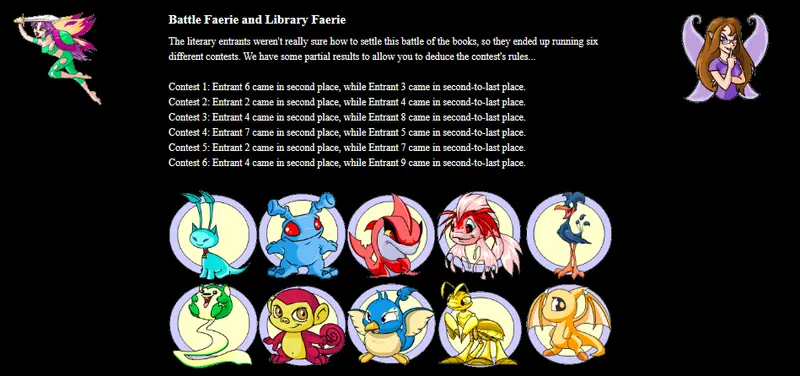 Battle Faerie and Library Faerie
The literary entrants weren't really sure how to settle this battle of the books, so they ended up running six
different contests. We have some partial results to allow you to deduce the contest's rules...
Contest 1: Entrant 6 came in second place, while Entrant 3 came in second-to-last place.
Contest 2: Entrant 2 came in second place, while Entrant 4 came in second-to-last place.
Contest 3: Entrant 4 came in second place, while Entrant 8 came in second-to-last place.
Contest 4: Entrant 7 came in second place, while Entrant 5 came in second-to-last place.
Contest 5: Entrant 2 came in second place, while Entrant 7 came in second-to-last place.
Contest 6: Entrant 4 came in second place, while Entrant 9 came in second-to-last place.